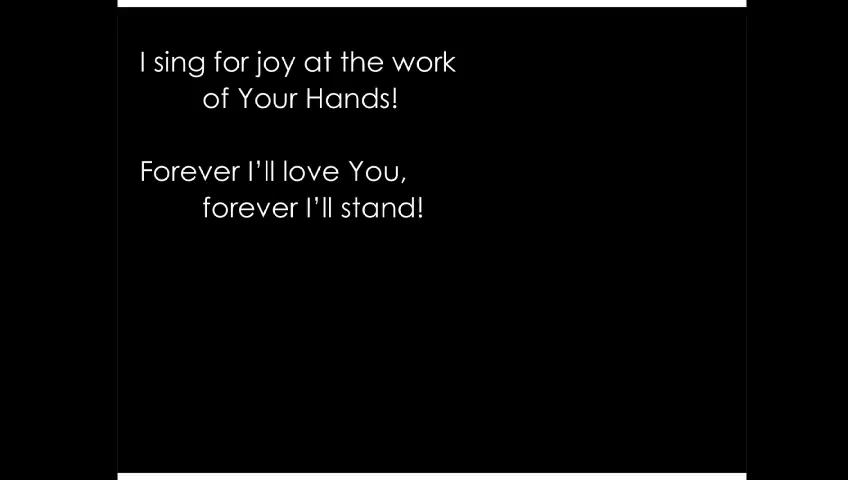 I sing for joy at the work
of Your Hands!
Forever I’ll love You,
forever I’ll stand!